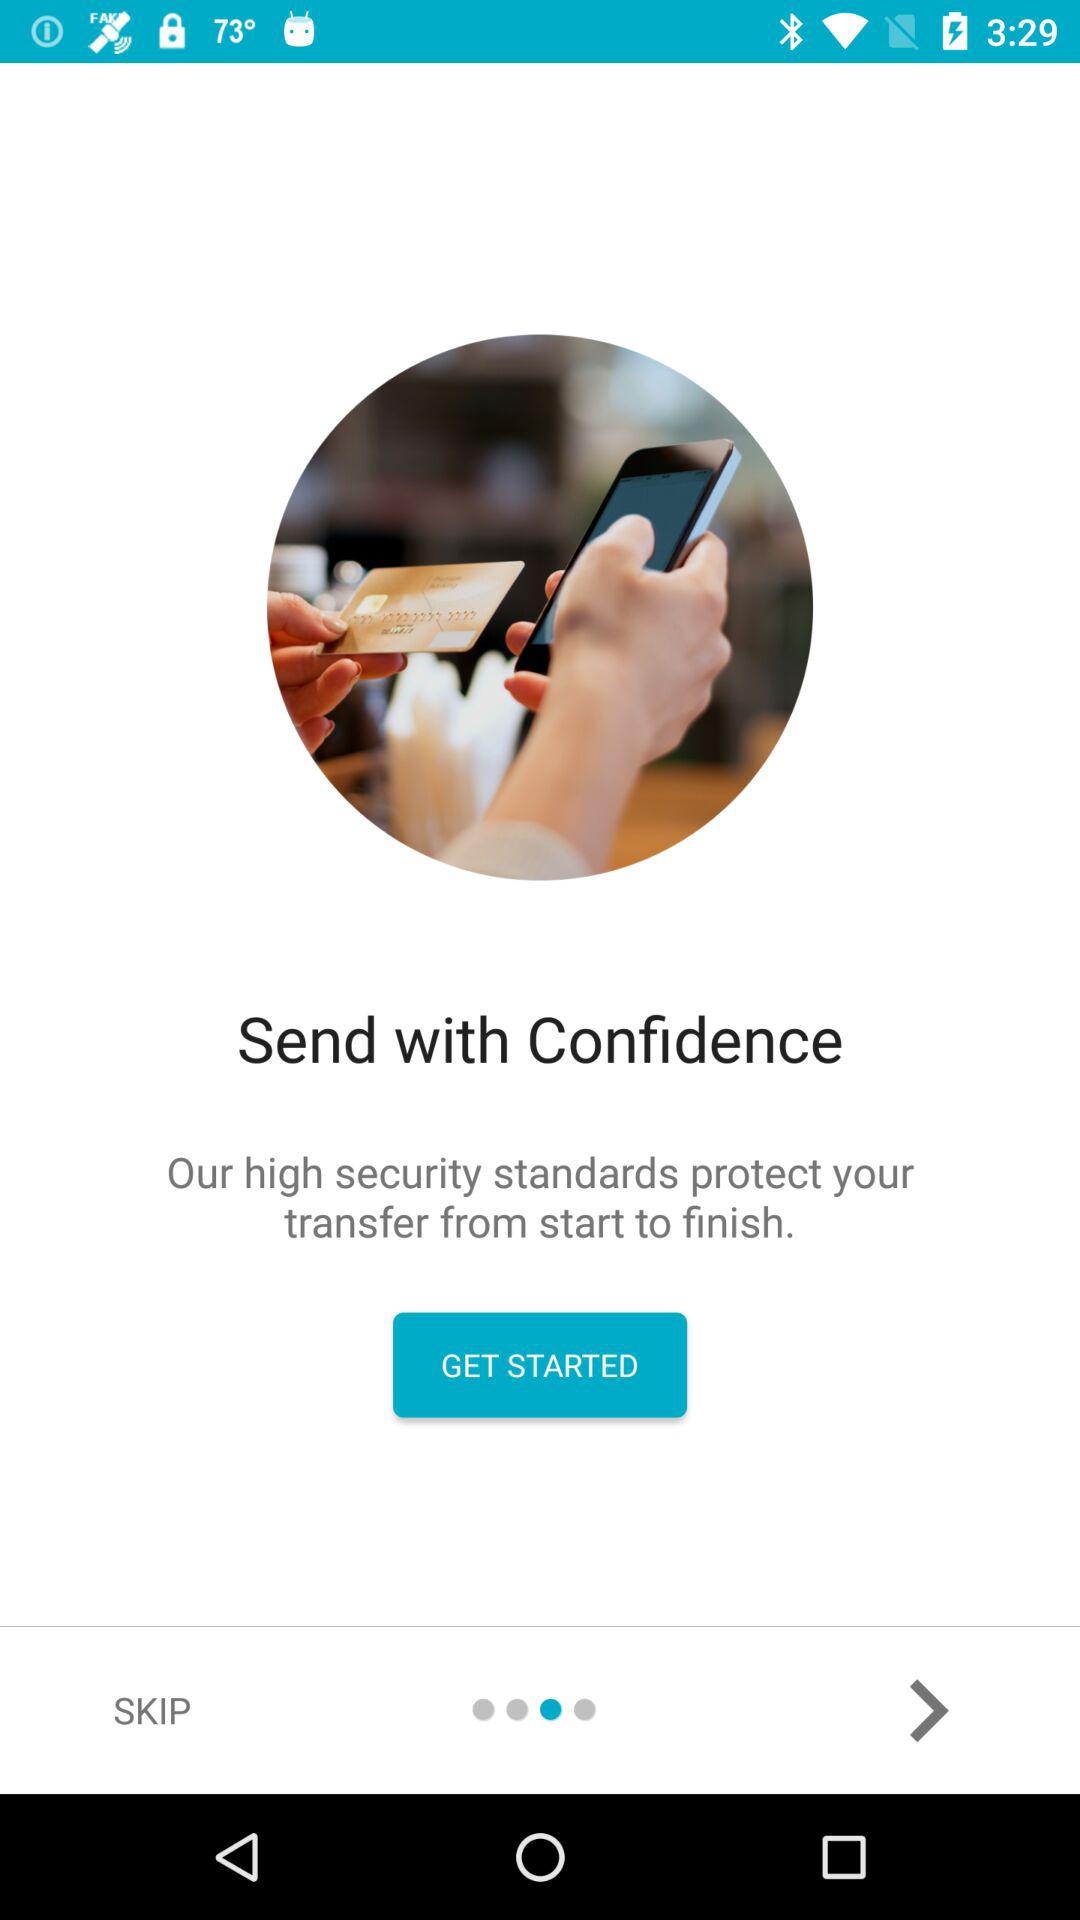 FAKE 73° 3:29
Send with Confidence
Our high security standards protect your
transfer from start to finish.
GET STARTED
SKIP